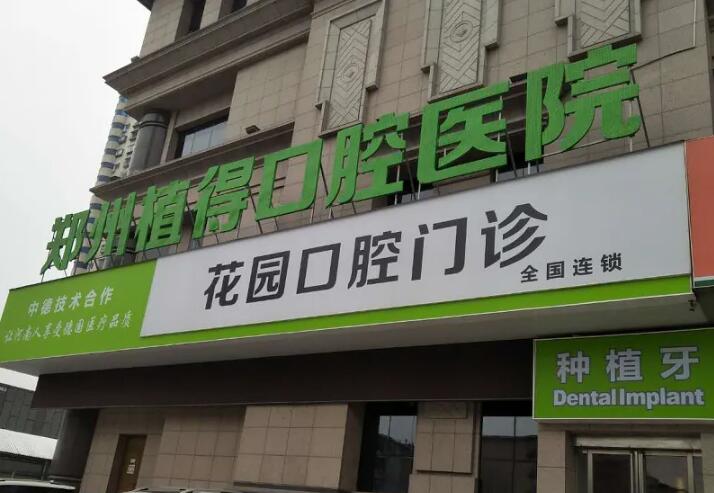 郑州植得口腔医院
中德技术合作
让河南人享受德国医疗品质
花园口腔门诊
全国连锁
种植牙
Dental Implant